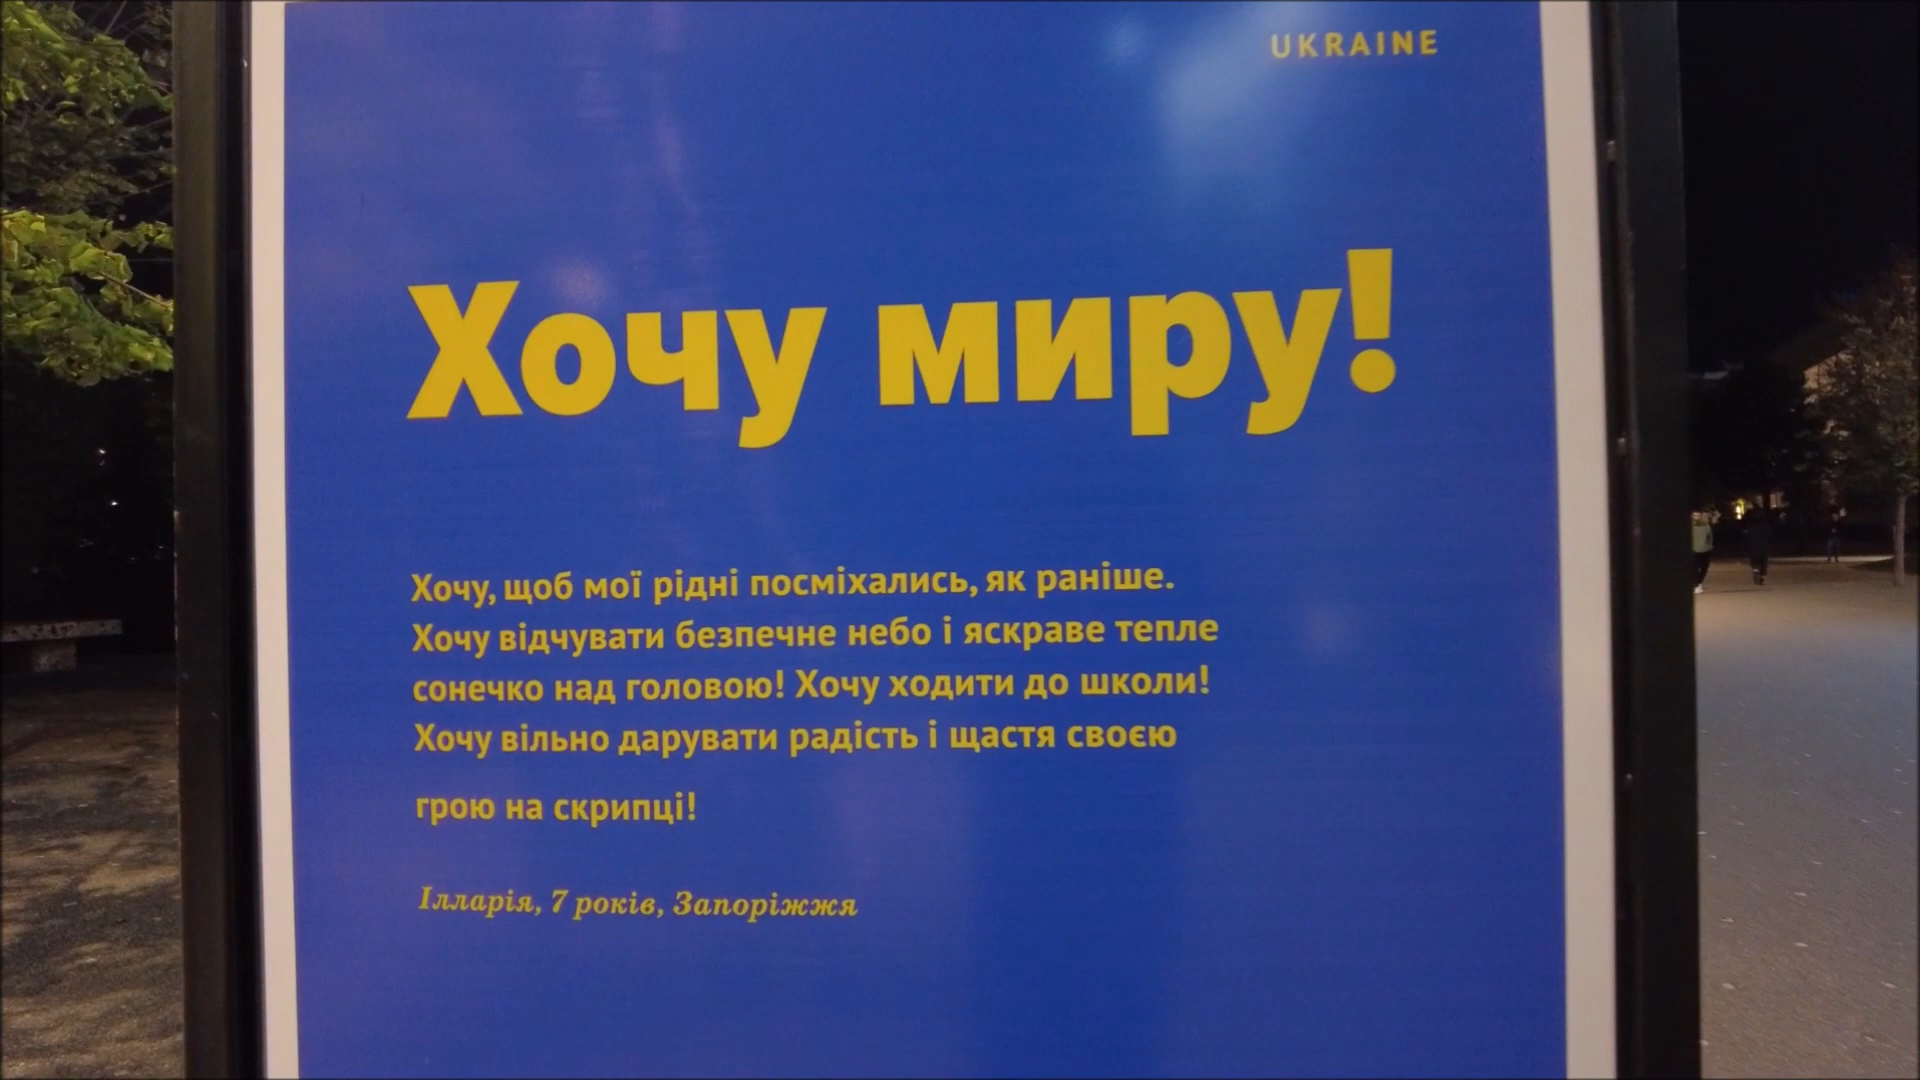 UKRAINE
Хочу миру!
Хочу, щоб мої рідні посміхались, як раніше.
Хочу відчувати безпечне небо і яскраве тепле
сонечко над головою! Хочу ходити до школи!
Хочу вільно дарувати радість і щастя своєю
грою на скрипці!
Ілларія, 7 років, Запоріжжя